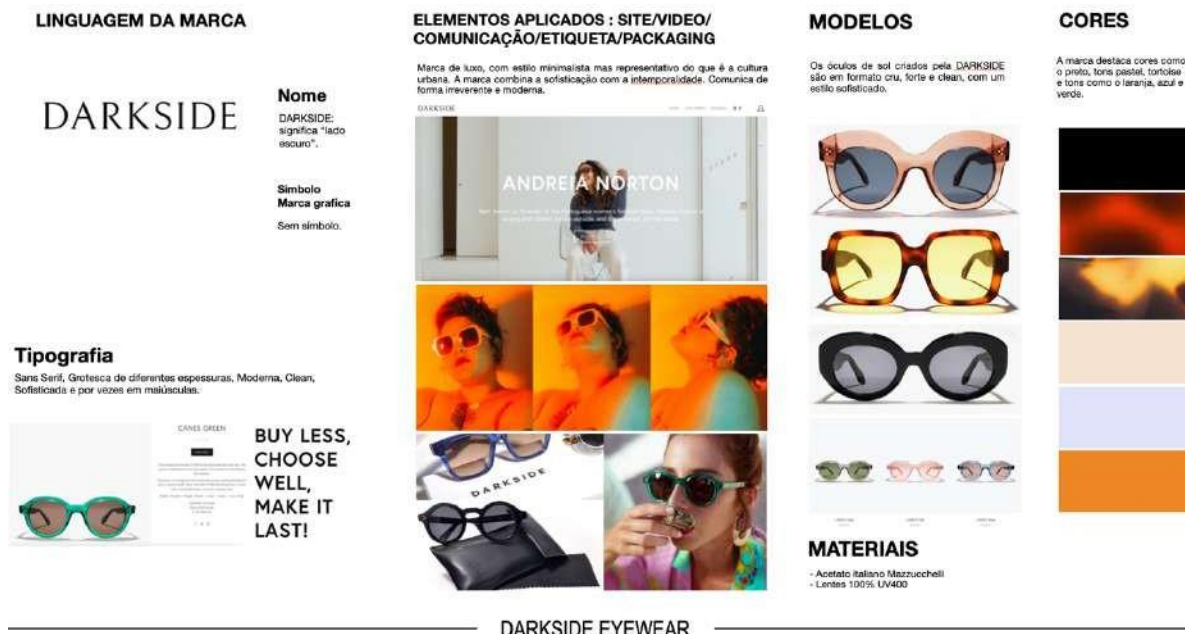 LINGUAGEM DA MARCA
DARKSIDE
Nome
DARKSIDE:
significa "lado
escuro".
Símbolo
Marca grafica
Sem símbolo.
Tipografia
Sans Serif, Grotesca de diferentes espessuras, Moderna, Clean,
Sofisticada e por vezes em maiúsculas.
CANES GREEN
BUY LESS,
CHOOSE
WELL,
MAKE IT
LAST!
ELEMENTOS APLICADOS : SITE/VIDEO/
COMUNICAÇÃO/ETIQUETA/PACKAGING
Marca de luxo, com estilo minimalista mas representativo do que é a cultura
urbana. A marca combina a sofisticação com a intemporalidade. Comunica de
forma irreverente e moderna.
DARKSIDE
ANDREIA NORTON
DARKSIDE
MODELOS
Os óculos de sol criados pela DARKSIDE
são em formato cru, forte e clean, com um
estilo sofisticado.
MATERIAIS
- Acetato italiano Mazzucchelli
- Lentes 100% UV400
CORES
A marca destaca cores como
o preto, tons pastel, tortoise
e tons como o laranja, azul e
verde.
DARKSIDE EYEWEAR